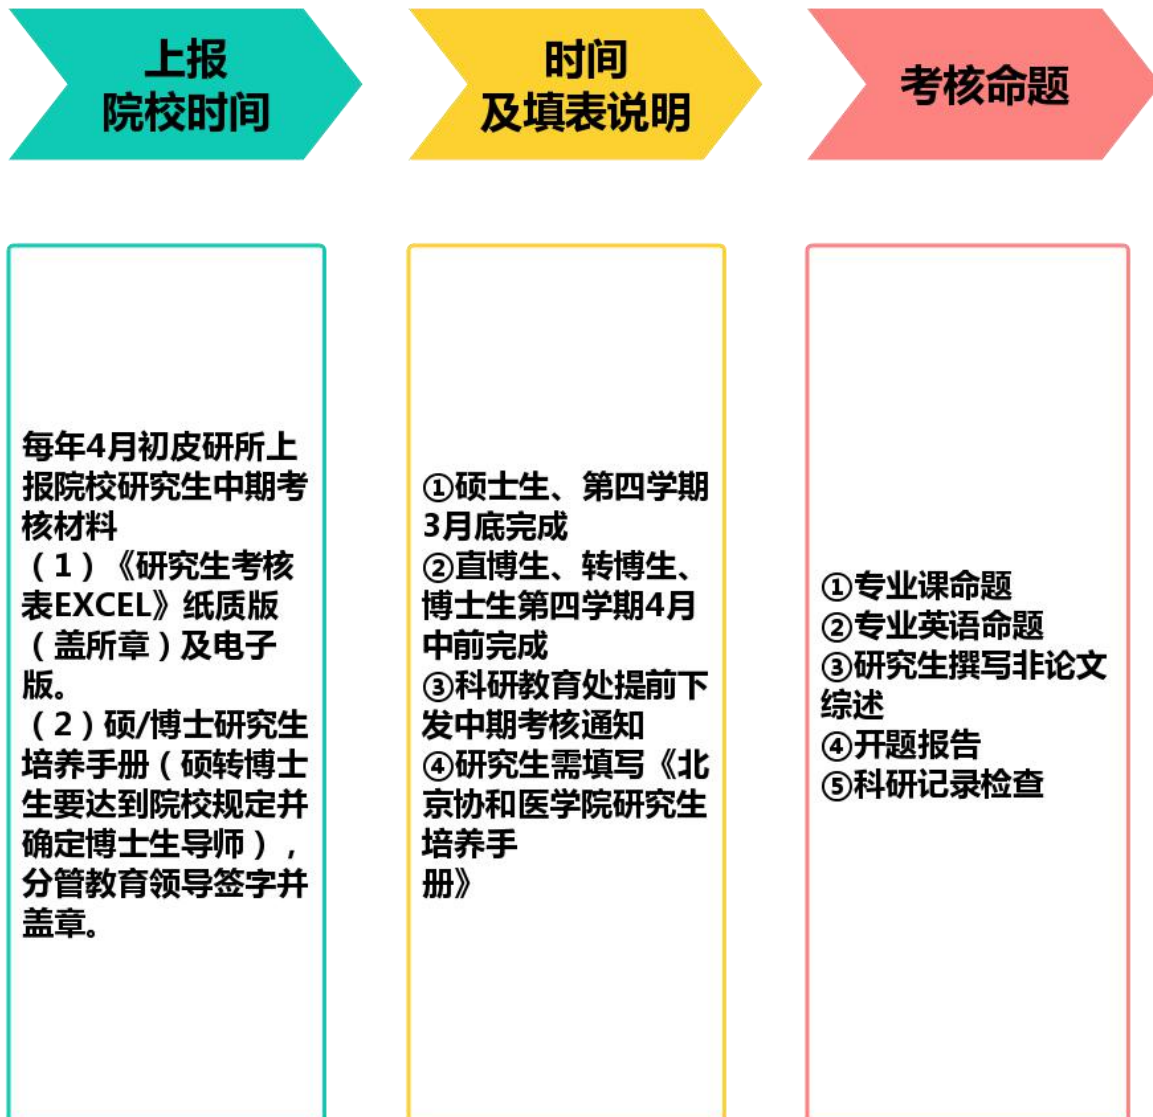 上报
院校时间
时间
及填表说明
考核命题
每年4月初皮研所上
报院校研究生中期考
核材料
（1）《研究生考核
表EXCEL》纸质版
（盖所章）及电子
版。
（2）硕/博士研究生
培养手册（硕转博士
生要达到院校规定并
确定博士生导师），
分管教育领导签字并
盖章。
①硕士生、第四学期
3月底完成
②直博生、转博生、
博士生第四学期4月
中前完成
③科研教育处提前下
发中期考核通知
④研究生需填写《北
京协和医学院研究生
培养手
册》
①专业课命题
②专业英语命题
③研究生撰写非论文
综述
④开题报告
⑤科研记录检查